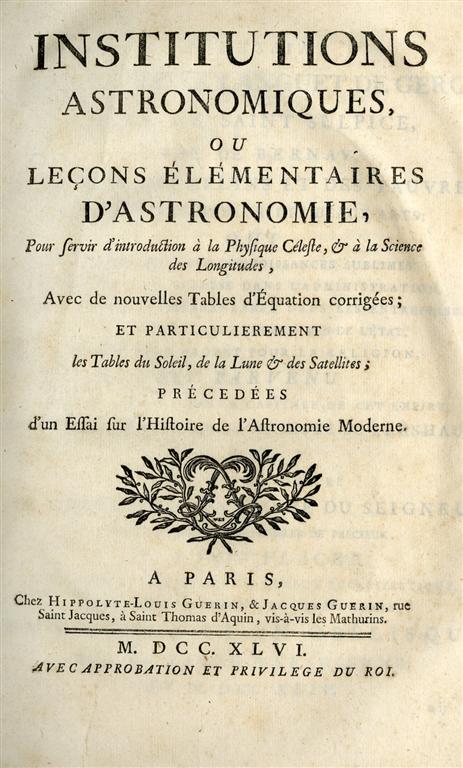 INSTITUTIONS
ASTRONOMIQUES,
OU
LEÇONS ÉLÉMENTAIRES
D'ASTRONOMIE,
Pour servir d'introduction à la Physique Céleste, & à la Science
des Longitudes,
Avec de nouvelles Tables d'Équation corrigées;
ET PARTICULIEREMENT
les Tables du Soleil, de la Lune & des Satellites;
PRÉCEDÉES
d'un Essai sur l'Histoire de l'Astronomie Moderne.
A PARIS,
Chez HIPPOLYTE-LOUIS GUERIN, & JACQUES GUERIN, rue
Saint Jacques, à Saint Thomas d'Aquin, vis-à-vis les Mathurins.
M. DCC. XLVI.
AVEC APPROBATION ET PRIVILEGE DU ROI.